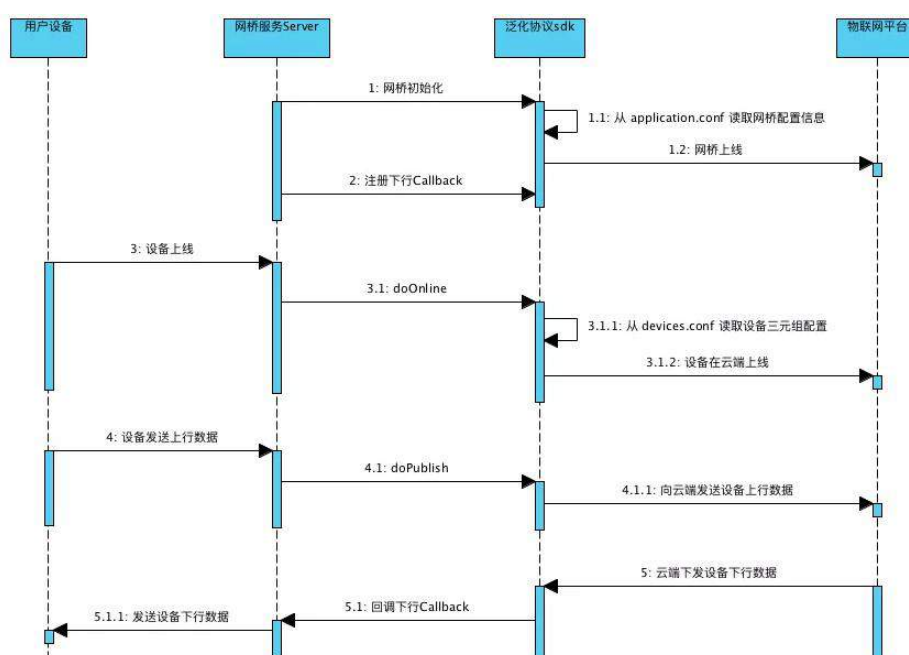 用户设备
网桥服务Server
泛化协议sdk
物联网平台
1: 网桥初始化
1.1: 从 application.conf 读取网桥配置信息
1.2: 网桥上线
2: 注册下行Callback
3: 设备上线
3.1: doOnline
3.1.1: 从 devices.conf 读取设备三元组配置
3.1.2: 设备在云端上线
4: 设备发送上行数据
4.1: doPublish
4.1.1: 向云端发送设备上行数据
5: 云端下发设备下行数据
5.1: 回调下行Callback
5.1.1: 发送设备下行数据